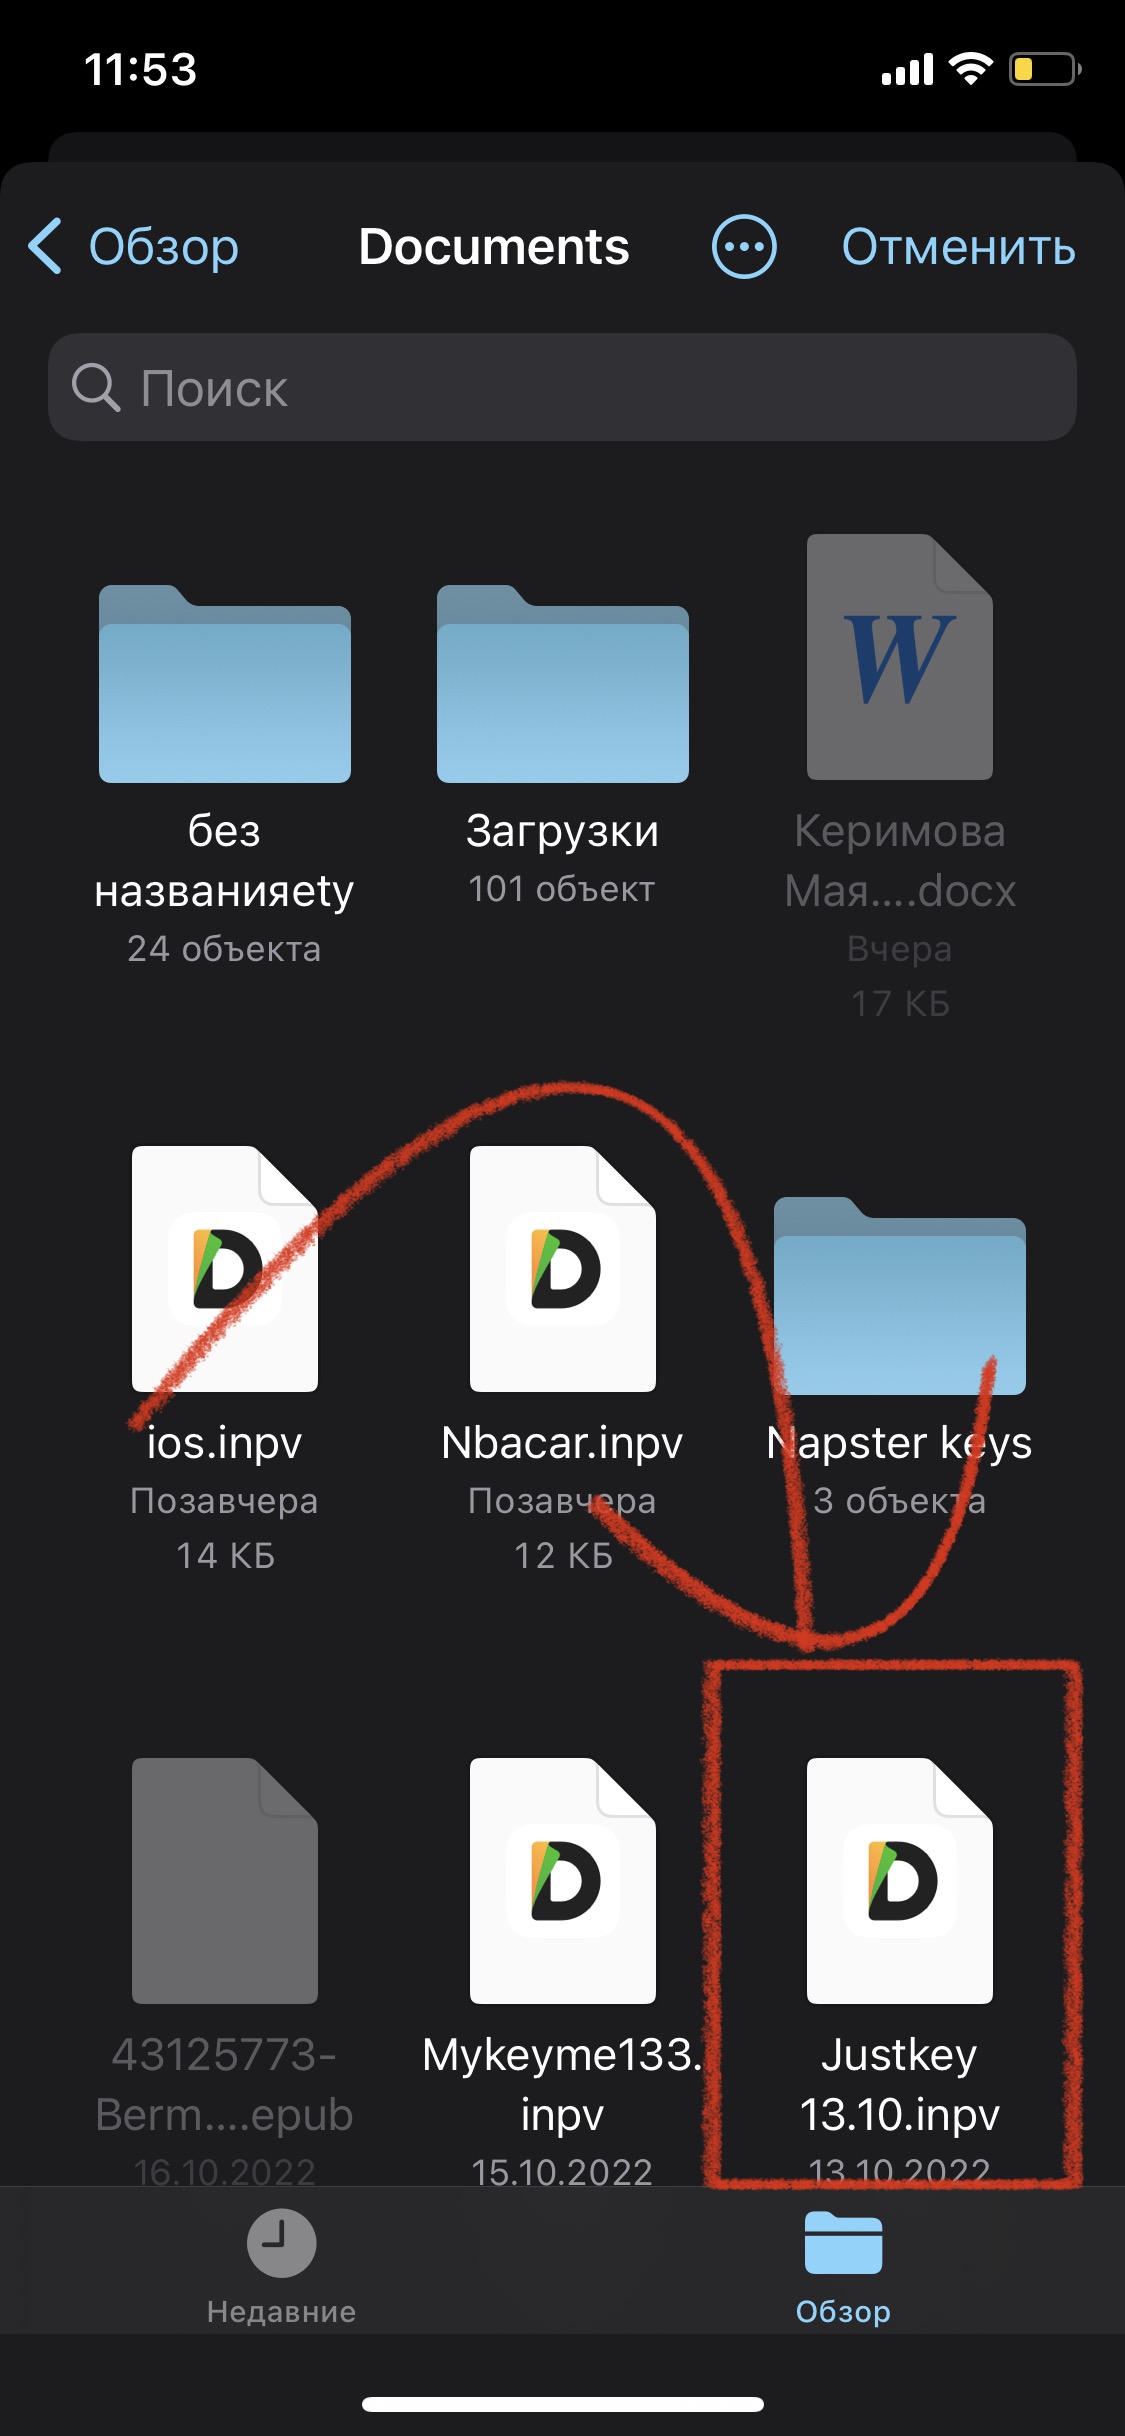 11:53
Обзор
Documents
Отменить
Поиск
без
названияety
24 объекта
Загрузки
101 объект
Керимова
Мая....docx
Вчера
17 КБ
ios.inpv
Позавчера
14 КБ
Nbacar.inpv
Позавчера
12 КБ
Napster keys
3 объекта
43125773-
Berm....epub
16.10.2022
Mykeyme133.
inpv
15.10.2022
Justkey
13.10.inpv
13.10.2022
Недавние
Обзор